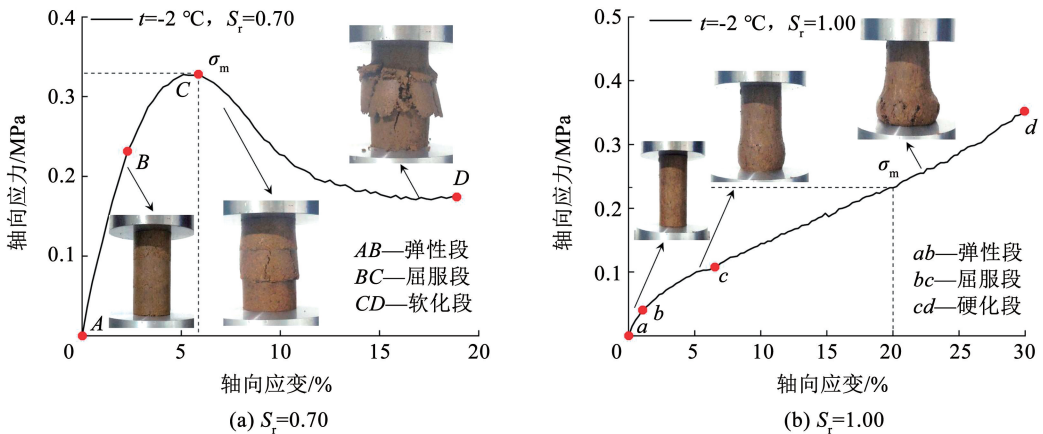 t=-2 ℃，Sr=0.70
σm
C
B
A
D
AB—弹性段
BC—屈服段
CD—软化段
0.4
0.3
0.2
0.1
0
5
10
15
20
轴向应力/MPa
轴向应变/%
(a) Sr=0.70
t=-2 ℃，Sr=1.00
σm
d
c
b
a
ab—弹性段
bc—屈服段
cd—硬化段
0.5
0.4
0.3
0.2
0.1
0
5
10
15
20
25
30
轴向应力/MPa
轴向应变/%
(b) Sr=1.00